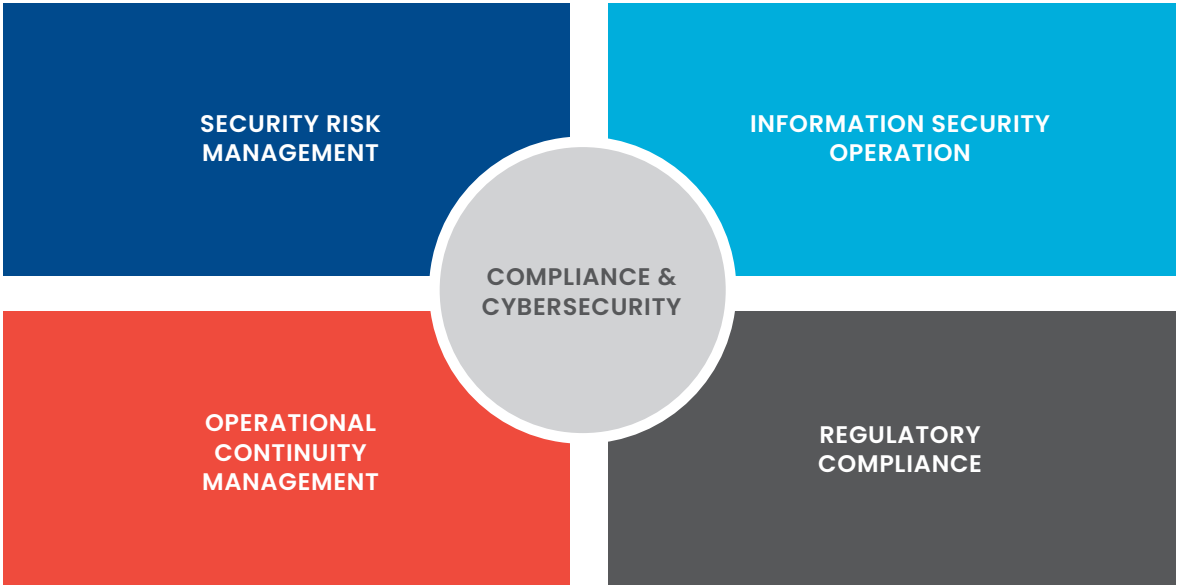 SECURITY RISK
MANAGEMENT
INFORMATION SECURITY
OPERATION
COMPLIANCE &
CYBERSECURITY
OPERATIONAL
CONTINUITY
MANAGEMENT
REGULATORY
COMPLIANCE